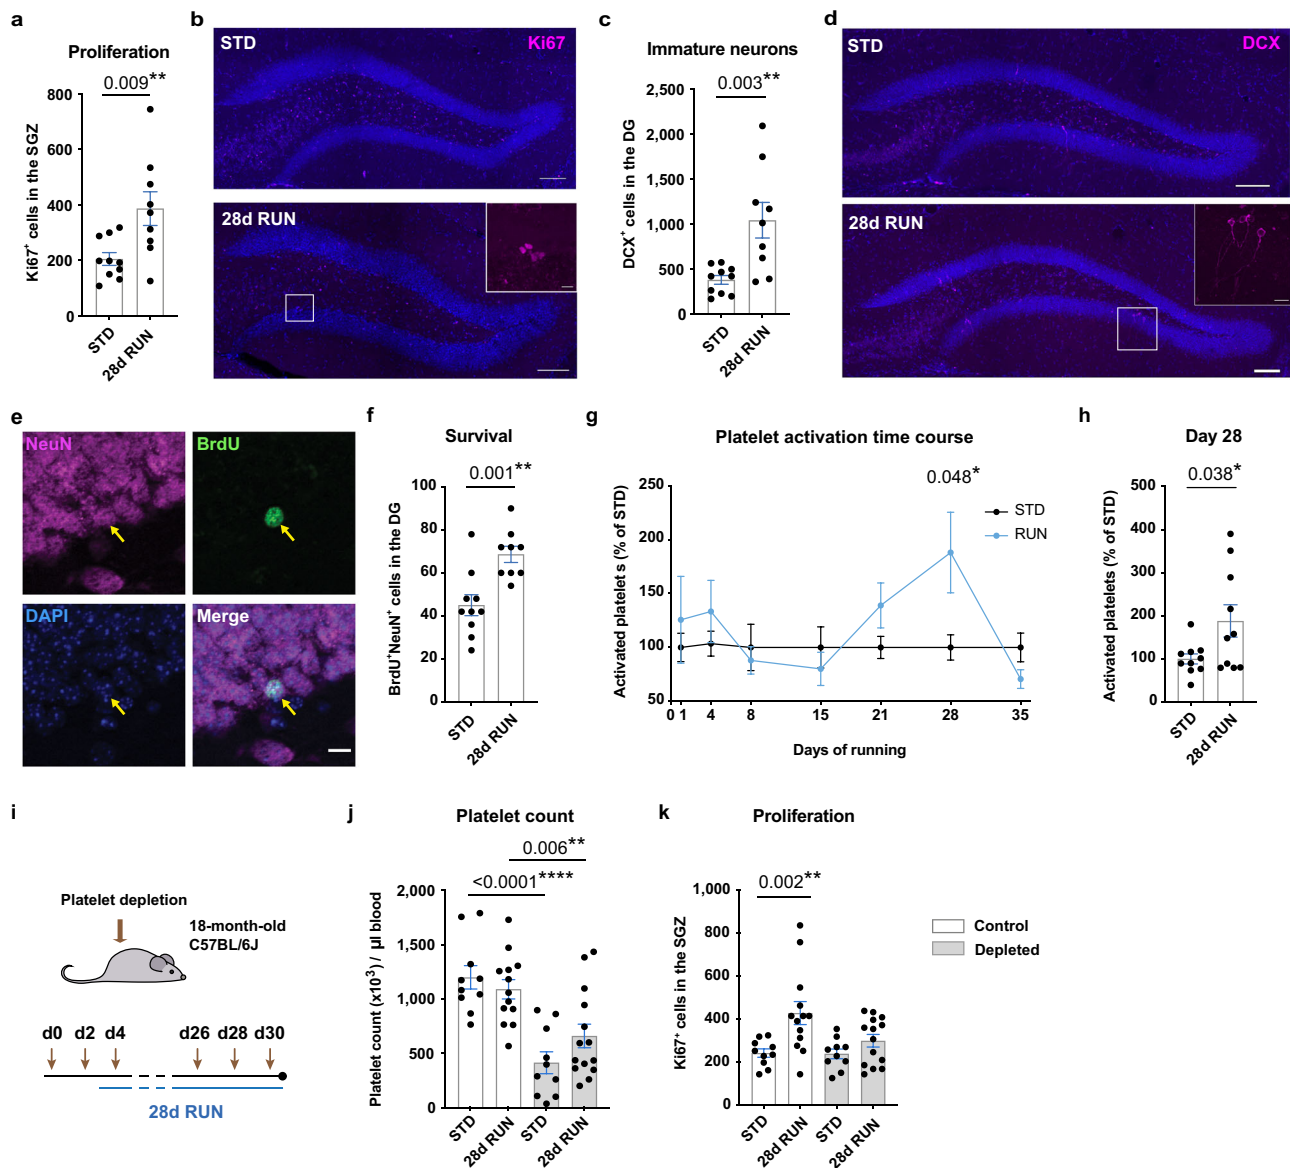 a
Proliferation
0.009**
Ki67+ cells in the SGZ
800
600
400
200
0
STD
28d RUN
b
STD
Ki67
28d RUN
c
Immature neurons
0.003**
DCX+ cells in the DG
2,500
2,000
1,500
1,000
500
0
STD
28d RUN
d
STD
DCX
28d RUN
e
NeuN
BrdU
DAPI
Merge
f
Survival
0.001**
BrdU+NeuN+ cells in the DG
100
80
60
40
20
0
STD
28d RUN
g
Platelet activation time course
0.048*
STD
RUN
Activated platelet s (% of STD)
250
200
150
100
50
0 1 4 8 15 21 28 35
Days of running
h
Day 28
0.038*
Activated platelets (% of STD)
500
400
300
200
100
0
STD
28d RUN
i
Platelet depletion
18-month-old
C57BL/6J
d0 d2 d4 d26 d28 d30
28d RUN
j
Platelet count
0.006**
<0.0001****
Platelet count (x10³) / µl blood
2,000
1,500
1,000
500
0
STD
28d RUN
STD
28d RUN
k
Proliferation
0.002**
Ki67+ cells in the SGZ
1,000
800
600
400
200
0
STD
28d RUN
STD
28d RUN
Control
Depleted